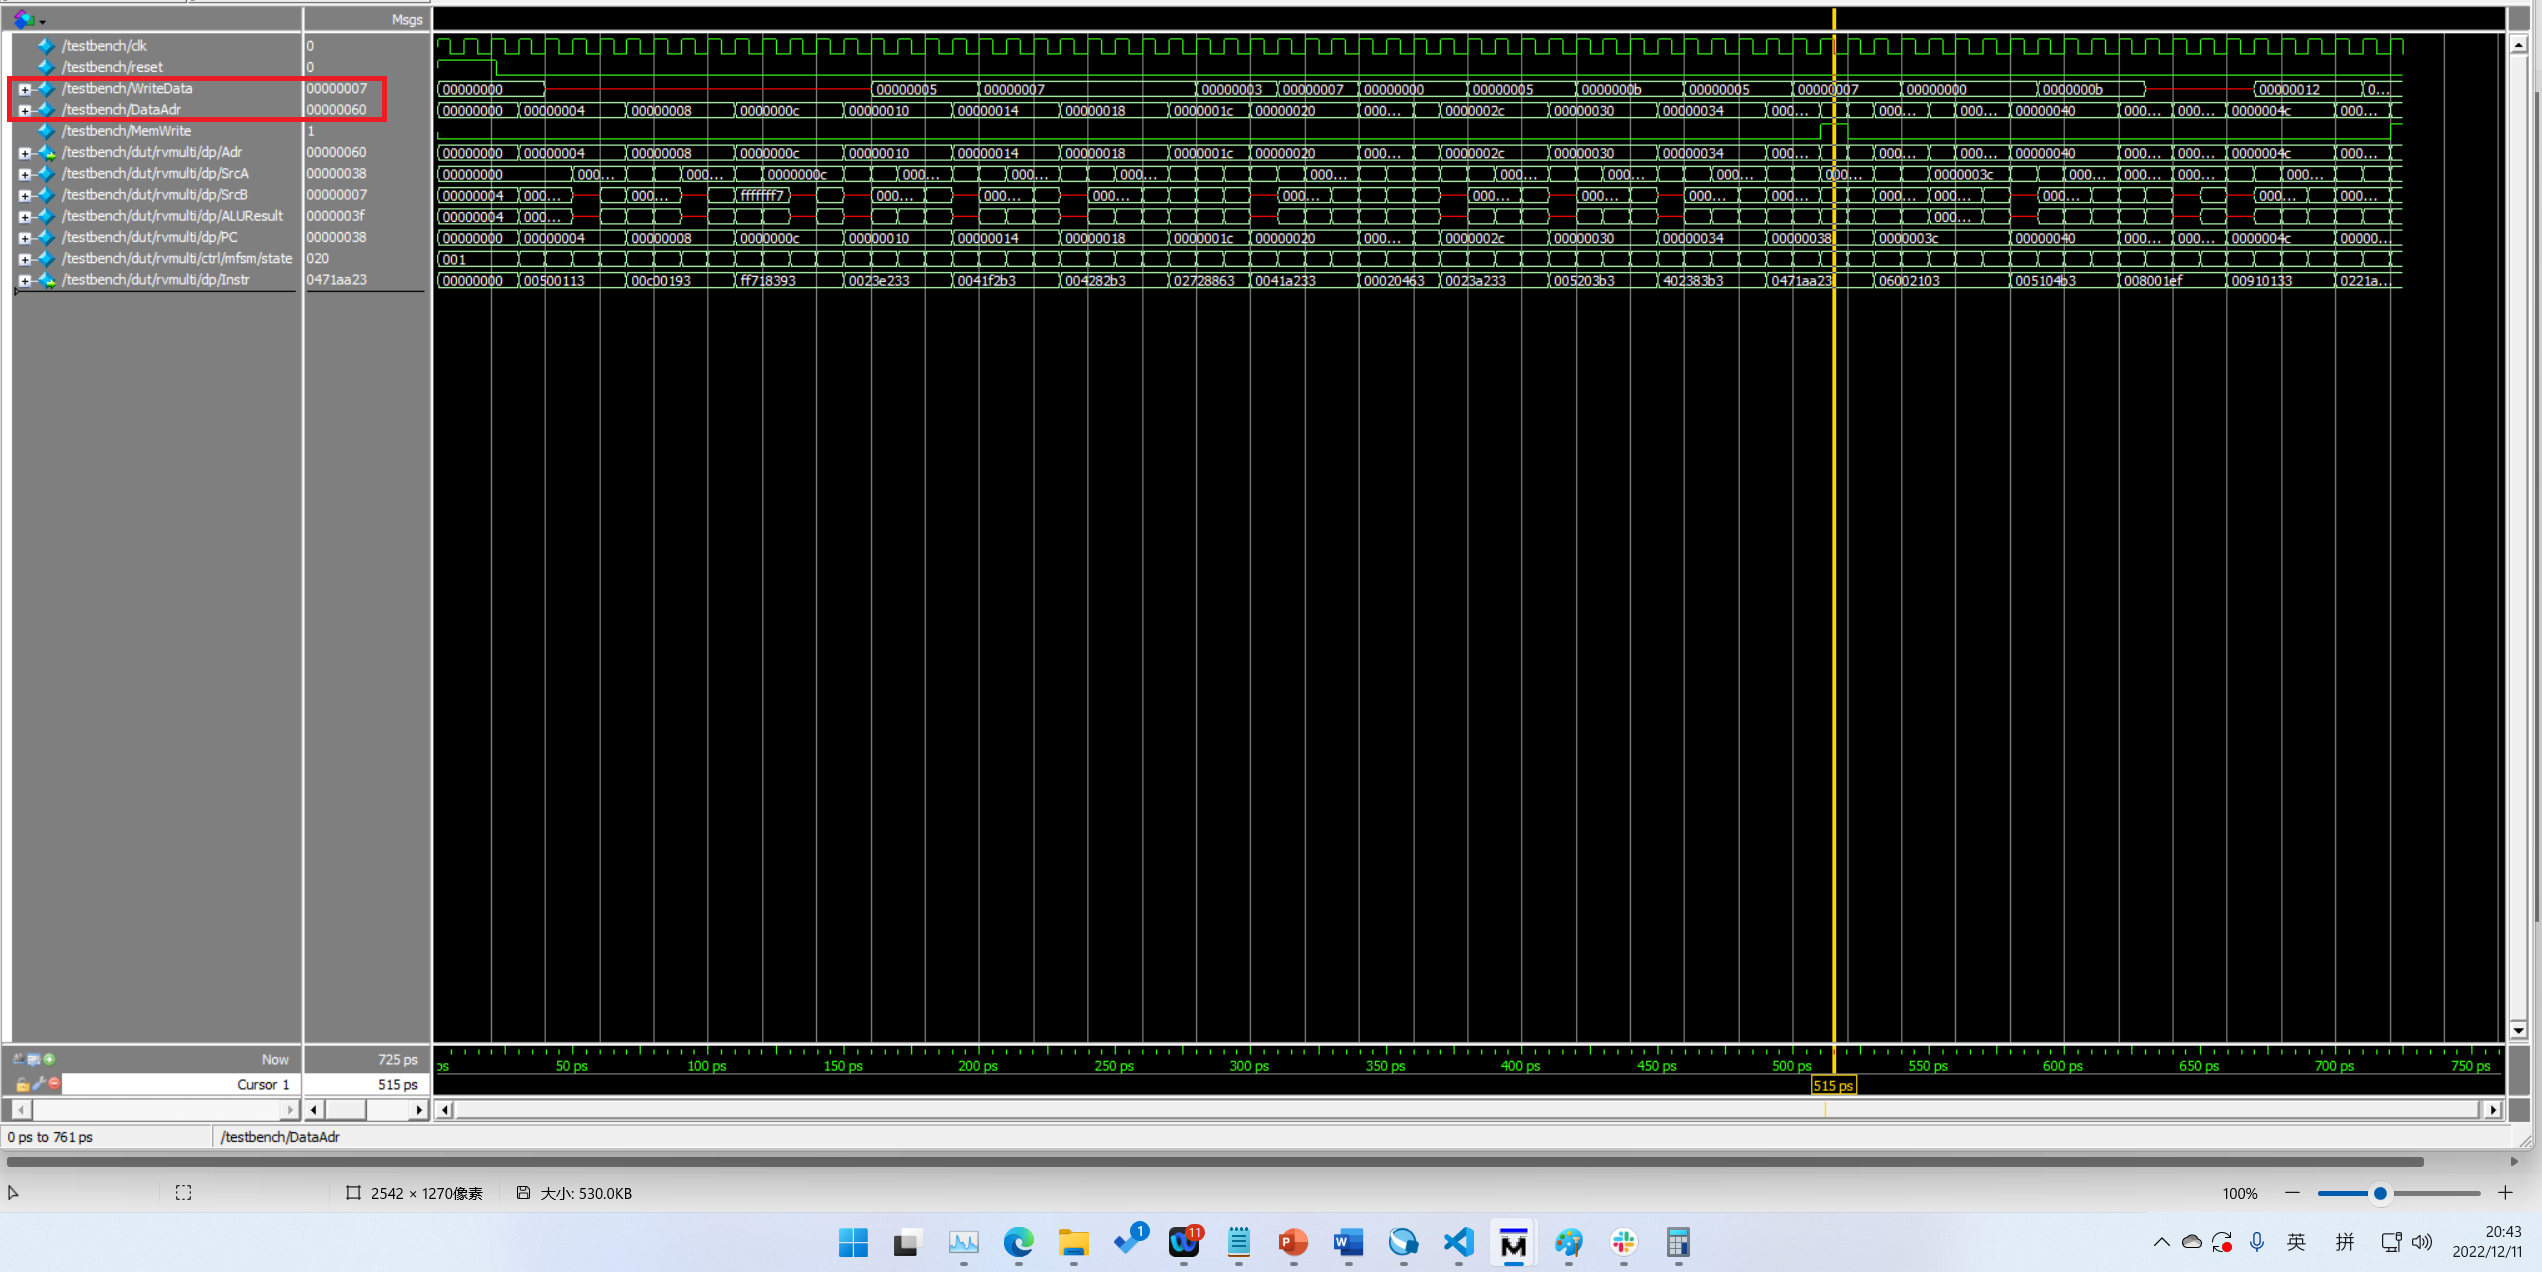 Msgs
/testbench/clk 0
/testbench/reset 0
/testbench/WriteData 00000007 00000000 00000005 00000007 00000003 00000007 00000000 00000005 0000000b 00000005 00000007 00000000 0000000b 00000012 0...
/testbench/DataAdr 00000060 00000000 00000004 00000008 0000000c 00000010 00000014 00000018 0000001c 00000020 000... 0000002c 00000030 00000034 000... 000... 000... 00000040 000... 000... 0000004c 000...
/testbench/MemWrite 1
/testbench/dut/rvmulti/dp/Adr 00000060 00000000 00000004 00000008 0000000c 00000010 00000014 00000018 0000001c 00000020 000... 0000002c 00000030 00000034 000... 000... 000... 00000040 000... 000... 0000004c 000...
/testbench/dut/rvmulti/dp/SrcA 00000038 00000000 000... 000... 0000000c 000... 000... 000... 000... 000... 000... 000... 000... 0000003c 000... 000... 000... 000...
/testbench/dut/rvmulti/dp/SrcB 00000007 00000004 000... 000... fffffff7 000... 000... 000... 000... 000... 000... 000... 000... 000... 000... 000... 000... 000...
/testbench/dut/rvmulti/dp/ALUResult 0000003f 00000004 000... 000...
/testbench/dut/rvmulti/dp/PC 00000038 00000000 00000004 00000008 0000000c 00000010 00000014 00000018 0000001c 00000020 000... 0000002c 00000030 00000034 00000038 0000003c 00000040 000... 000... 0000004c 00000...
/testbench/dut/rvmulti/ctrl/mfsm/state 020 001
/testbench/dut/rvmulti/dp/Instr 0471aa23 00000000 00500113 00c00193 ff718393 0023e233 0041f2b3 004282b3 02728863 0041a233 00020463 0023a233 005203b3 402383b3 0471aa23 06002103 005104b3 008001ef 00910133 0221a...
Now 725 ps
50 ps 100 ps 150 ps 200 ps 250 ps 300 ps 350 ps 400 ps 450 ps 500 ps 550 ps 600 ps 650 ps 700 ps 750 ps
Cursor 1 515 ps 515 ps
0 ps to 761 ps /testbench/DataAdr
2542 × 1270像素 大小: 530.0KB 100%
1 11 P W M 英 拼 20:43
2022/12/11